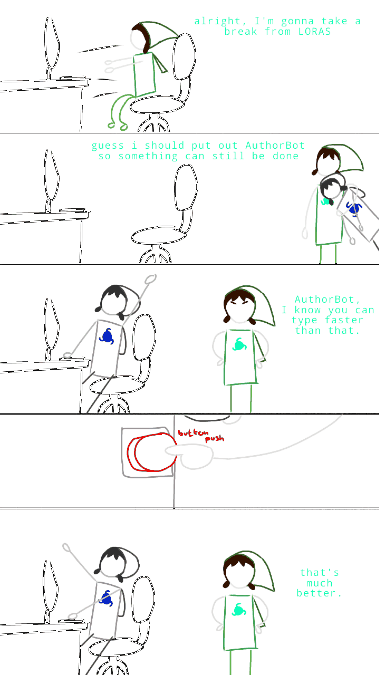 alright, I'm gonna take a
break from LORAS
guess i should put out AuthorBot
so something can still be done
AuthorBot,
I know you can
type faster
than that.
button
push
that's
much
better.